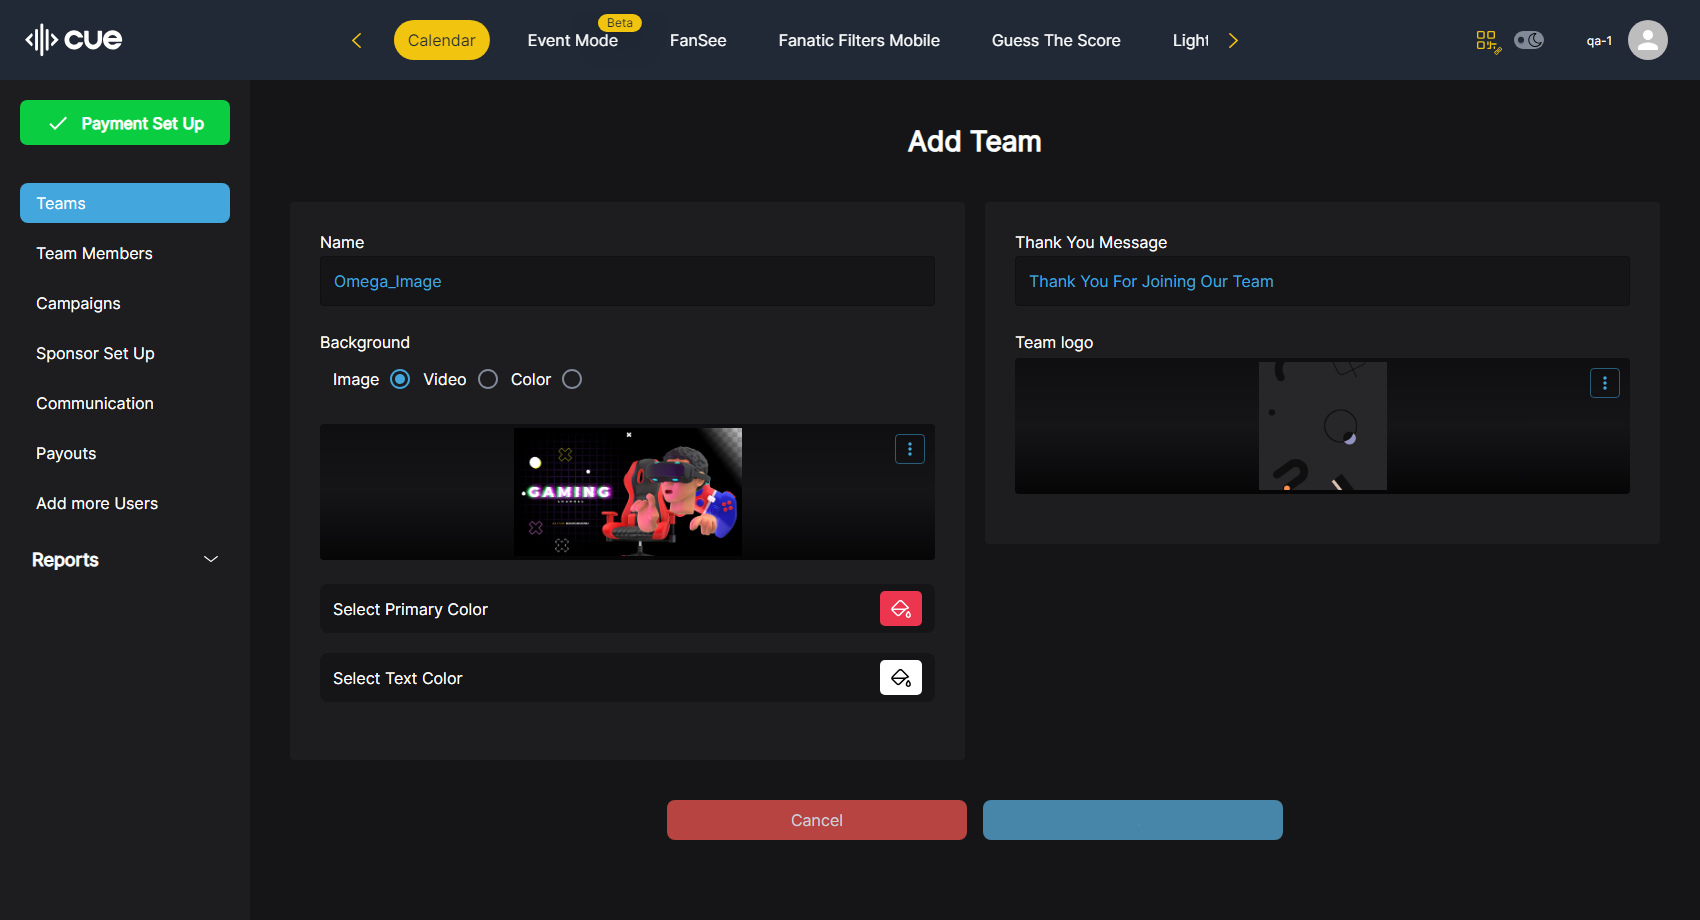 cue
Calendar
Event Mode
Beta
FanSee
Fanatic Filters Mobile
Guess The Score
Light
qa-1
Payment Set Up
Teams
Team Members
Campaigns
Sponsor Set Up
Communication
Payouts
Add more Users
Reports
Add Team
Name
Omega_Image
Background
Image
Video
Color
GAMING
Select Primary Color
Select Text Color
Thank You Message
Thank You For Joining Our Team
Team logo
Cancel